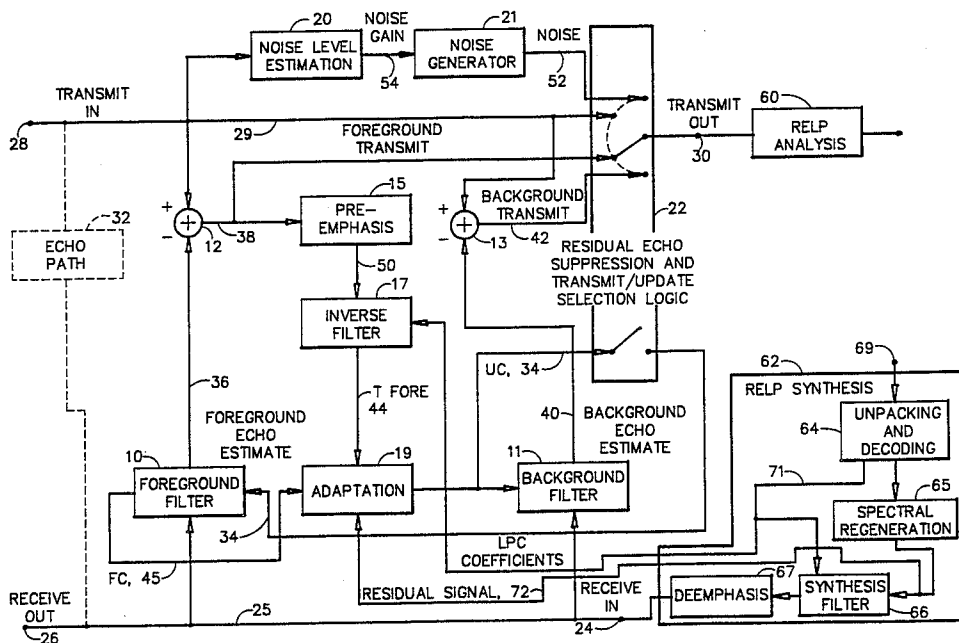 20
NOISE LEVEL
ESTIMATION
NOISE
GAIN
54
21
NOISE
GENERATOR
NOISE
52
TRANSMIT
IN
28
29
FOREGROUND
TRANSMIT
TRANSMIT
OUT
30
60
RELP
ANALYSIS
32
ECHO
PATH
+
-
12
38
15
PRE-
EMPHASIS
50
+
-
13
BACKGROUND
TRANSMIT
42
22
RESIDUAL ECHO
SUPPRESSION AND
TRANSMIT/UPDATE
SELECTION LOGIC
17
INVERSE
FILTER
UC, 34
36
T FORE
44
40
FOREGROUND
ECHO
ESTIMATE
BACKGROUND
ECHO
ESTIMATE
62
69
RELP SYNTHESIS
UNPACKING
AND
DECODING
64
71
10
FOREGROUND
FILTER
19
ADAPTATION
11
BACKGROUND
FILTER
65
SPECTRAL
REGENERATION
34
LPC
COEFFICIENTS
FC, 45
RESIDUAL SIGNAL, 72
RECEIVE
IN
24
67
DEEMPHASIS
SYNTHESIS
FILTER
66
RECEIVE
OUT
26
25